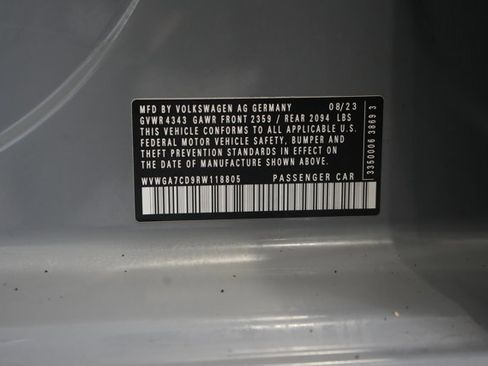 MFD BY VOLKSWAGEN AG GERMANY 08/23
GVWR 4343 GAWR FRONT 2359 / REAR 2094 LBS
THIS VEHICLE CONFORMS TO ALL APPLICABLE U.S.
FEDERAL MOTOR VEHICLE SAFETY, BUMPER AND
THEFT PREVENTION STANDARDS IN EFFECT ON
THE DATE OF MANUFACTURE SHOWN ABOVE.
WVWGA7CD9RW118805 PASSENGER CAR
3350006 3869 3